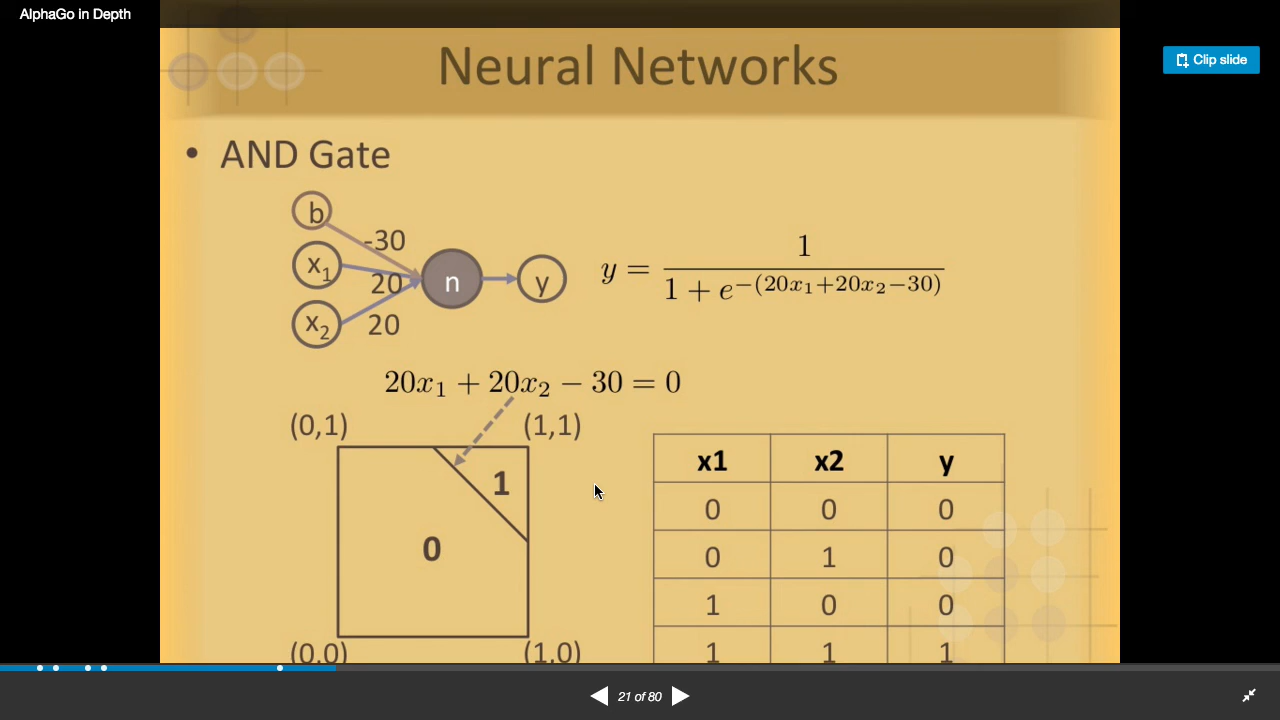 AlphaGo in Depth
Clip slide
Neural Networks
• AND Gate
b
-30
x₁
20
n
y
x₂
20
y = 1 / (1 + e^−(20x₁+20x₂−30))
20x₁ + 20x₂ − 30 = 0
(0,1) (1,1)
1
0
(0,0) (1,0)
x1 x2 y
0 0 0
0 1 0
1 0 0
1 1 1
21 of 80